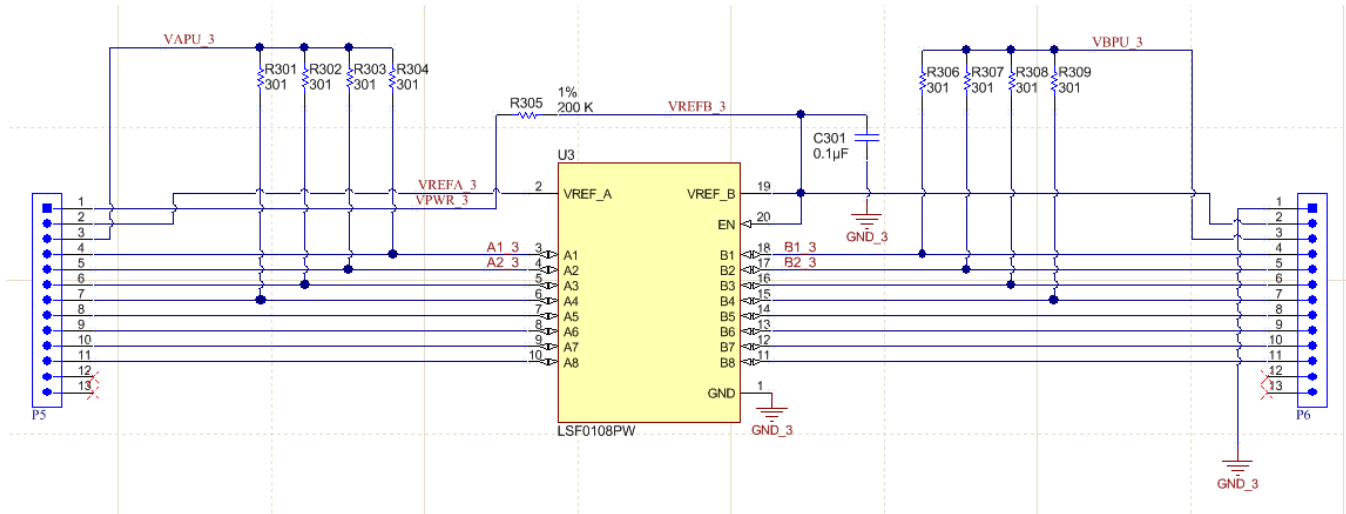 VAPU_3
VBPU_3
R301
301
R302
301
R303
301
R304
301
R305
1%
200 K
VREFB_3
C301
0.1µF
GND_3
R306
301
R307
301
R308
301
R309
301
U3
VREFA_3
VPWR_3
2 VREF_A
VREF_B 19
EN 20
A1_3 3 A1
A2_3 4 A2
5 A3
6 A4
7 A5
8 A6
9 A7
10 A8
B1 18 B1_3
B2 17 B2_3
B3 16
B4 15
B5 14
B6 13
B7 12
B8 11
GND 1
GND_3
LSF0108PW
1
2
3
4
5
6
7
8
9
10
11
12
13
P5
1
2
3
4
5
6
7
8
9
10
11
12
13
P6
GND_3